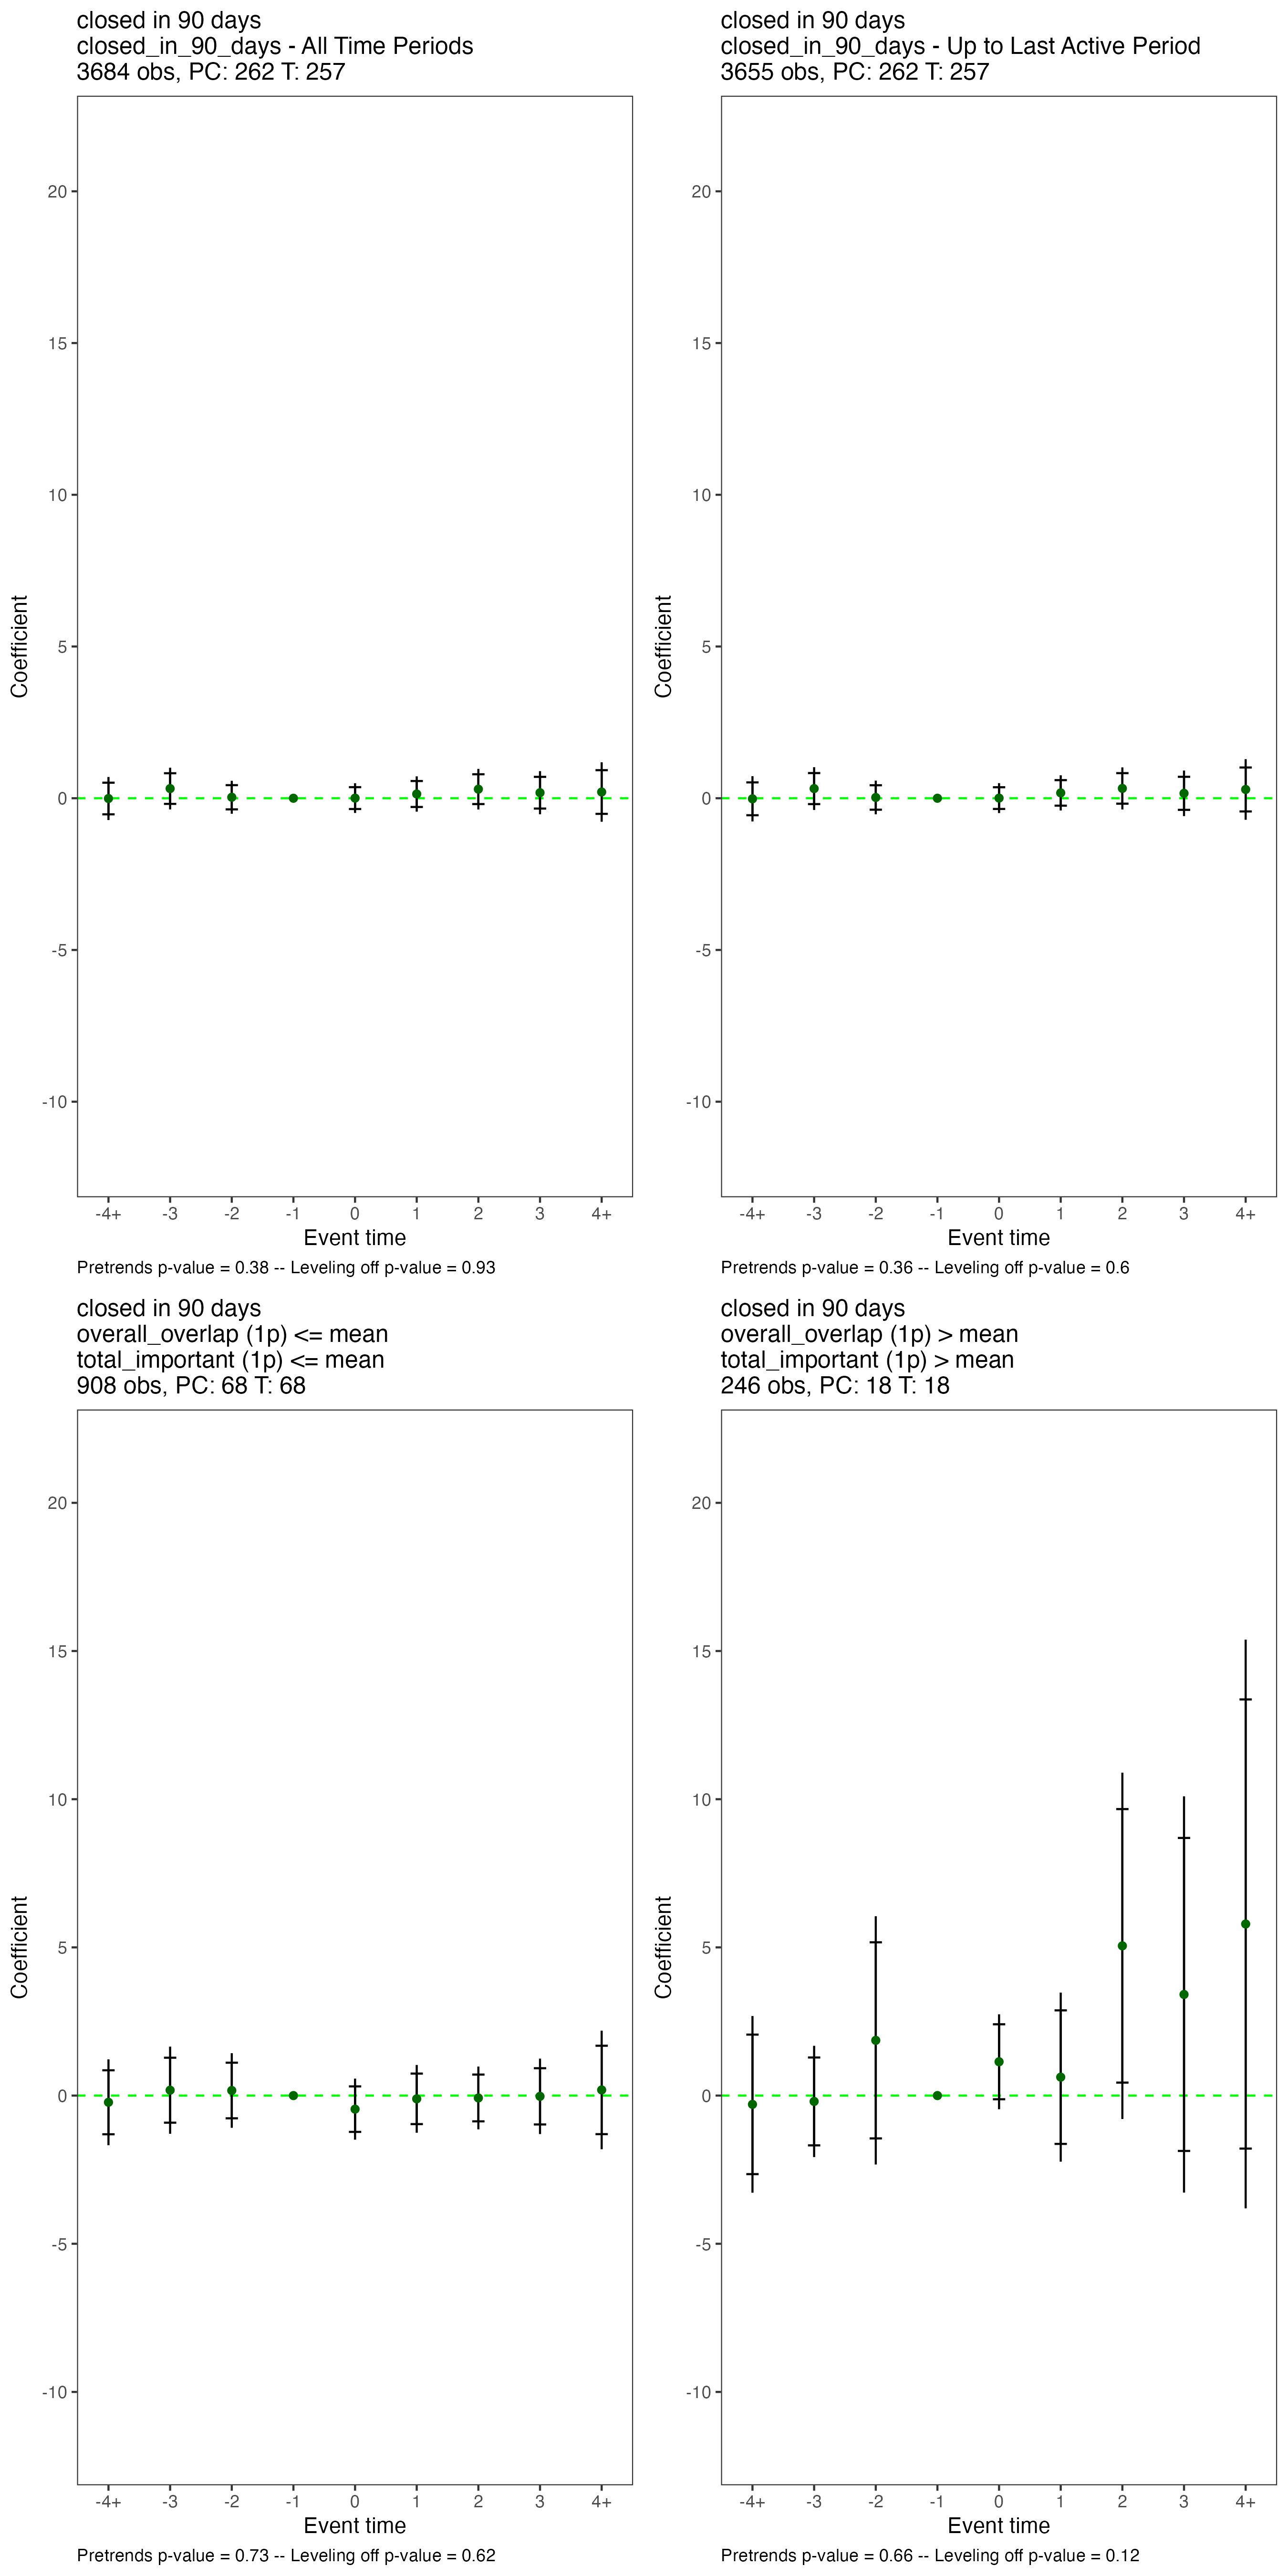 closed in 90 days
closed_in_90_days - All Time Periods
3684 obs, PC: 262 T: 257
20
15
10
5
0
-5
-10
Coefficient
-4+ -3 -2 -1 0 1 2 3 4+
Event time
Pretrends p-value = 0.38 -- Leveling off p-value = 0.93
closed in 90 days
closed_in_90_days - Up to Last Active Period
3655 obs, PC: 262 T: 257
20
15
10
5
0
-5
-10
Coefficient
-4+ -3 -2 -1 0 1 2 3 4+
Event time
Pretrends p-value = 0.36 -- Leveling off p-value = 0.6
closed in 90 days
overall_overlap (1p) <= mean
total_important (1p) <= mean
908 obs, PC: 68 T: 68
20
15
10
5
0
-5
-10
Coefficient
-4+ -3 -2 -1 0 1 2 3 4+
Event time
Pretrends p-value = 0.73 -- Leveling off p-value = 0.62
closed in 90 days
overall_overlap (1p) > mean
total_important (1p) > mean
246 obs, PC: 18 T: 18
20
15
10
5
0
-5
-10
Coefficient
-4+ -3 -2 -1 0 1 2 3 4+
Event time
Pretrends p-value = 0.66 -- Leveling off p-value = 0.12